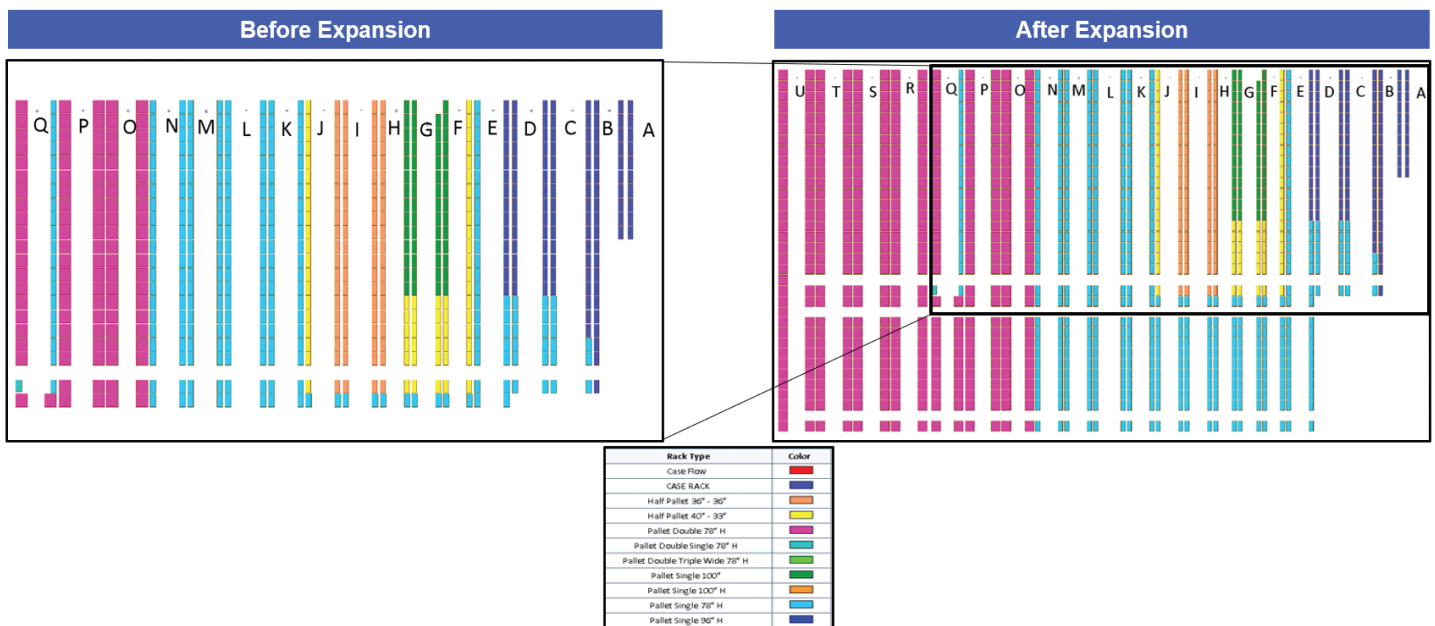 Before Expansion
After Expansion
Q P O N M L K J I H G F E D C B A
U T S R Q P O N M L K J I H G F E D C B A
Rack Type Color
Case Flow
CASE RACK
Half Pallet 36" - 36"
Half Pallet 40" - 33"
Pallet Double 78" H
Pallet Double Single 78" H
Pallet Double Triple Wide 78" H
Pallet Single 100"
Pallet Single 100" H
Pallet Single 78" H
Pallet Single 96" H